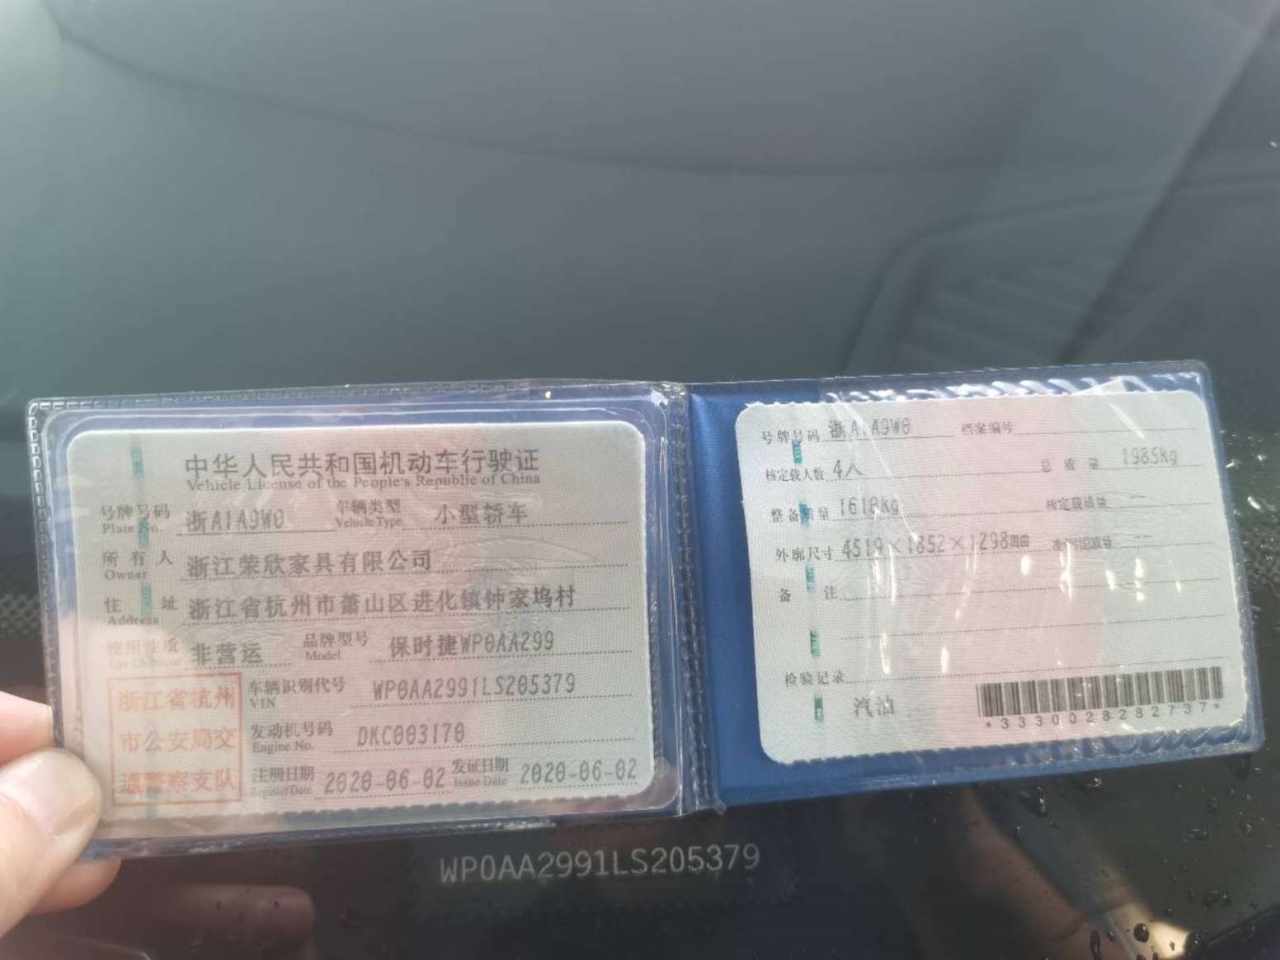 中华人民共和国机动车行驶证
Vehicle License of the People's Republic of China
号牌号码 浙A1A9W0 车辆类型 小型轿车
Plate No. Vehicle Type
所有人 浙江荣欣家具有限公司
Owner
住址 浙江省杭州市萧山区进化镇钟家坞村
Address
使用性质 非营运 品牌型号 保时捷WP0AA299
Use Character Model
浙江省杭州
市公安局交
通警察支队
车辆识别代号 WP0AA2991LS205379
VIN
发动机号码 DKC003170
Engine No.
注册日期 2020-06-02 发证日期 2020-06-02
Register Date Issue Date
号牌号码 浙A1A9W0 档案编号
核定载人数 4人 总质量 1985kg
整备质量 1610kg 核定载质量 --
外廓尺寸 4519×1852×1298 --
备注
检验记录
汽油
*3330028282737*
WP0AA2991LS205379